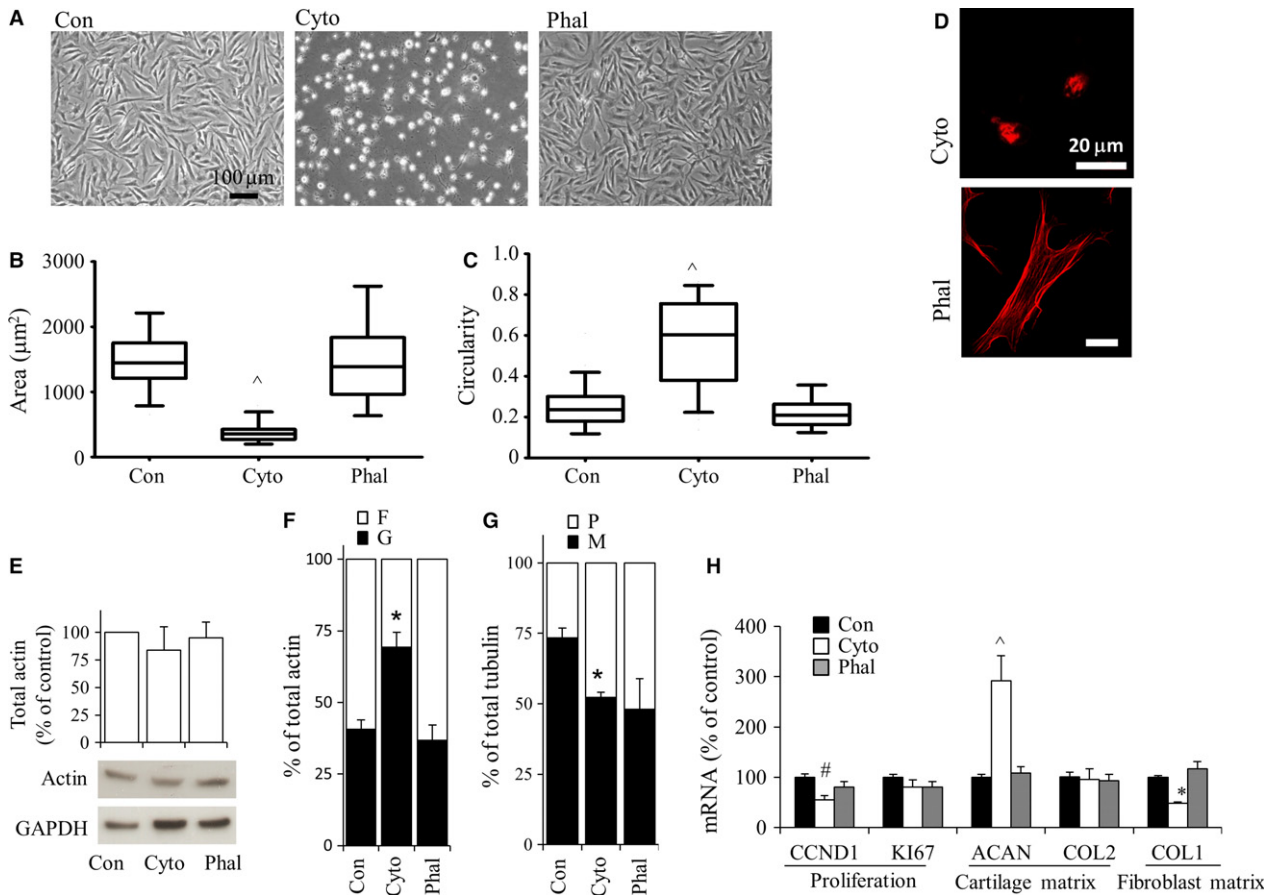 A
Con
Cyto
Phal
100 μm
D
Cyto
20 μm
Phal
B
Area (μm²)
3000
2000
1000
0
^
Con
Cyto
Phal
C
Circularity
1.0
0.8
0.6
0.4
0.2
0
^
Con
Cyto
Phal
E
Total actin
(% of control)
100
75
50
25
0
Actin
GAPDH
Con
Cyto
Phal
F
F
G
% of total actin
100
75
50
25
0
*
Con
Cyto
Phal
G
P
M
% of total tubulin
100
75
50
25
0
*
Con
Cyto
Phal
H
mRNA (% of control)
400
300
200
100
0
Con
Cyto
Phal
#
^
*
CCND1 KI67 ACAN COL2 COL1
Proliferation Cartilage matrix Fibroblast matrix